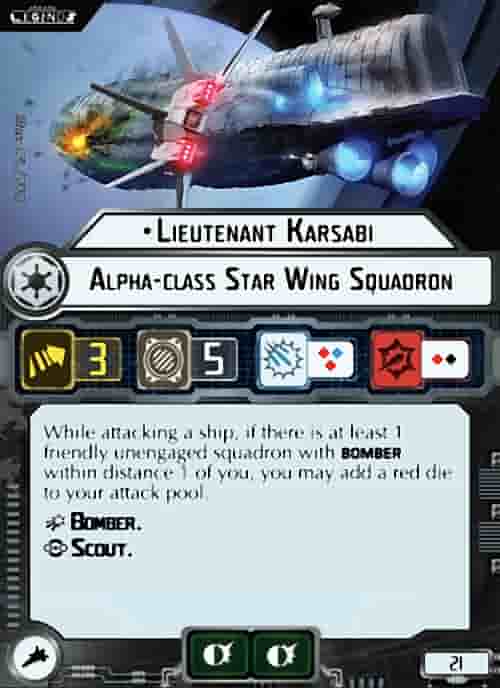 LEGENDS
•Lieutenant Karsabi
Alpha-class Star Wing Squadron
3
5
While attacking a ship, if there is at least 1
friendly unengaged squadron with BOMBER
within distance 1 of you, you may add a red die
to your attack pool.
Bomber.
Scout.
21